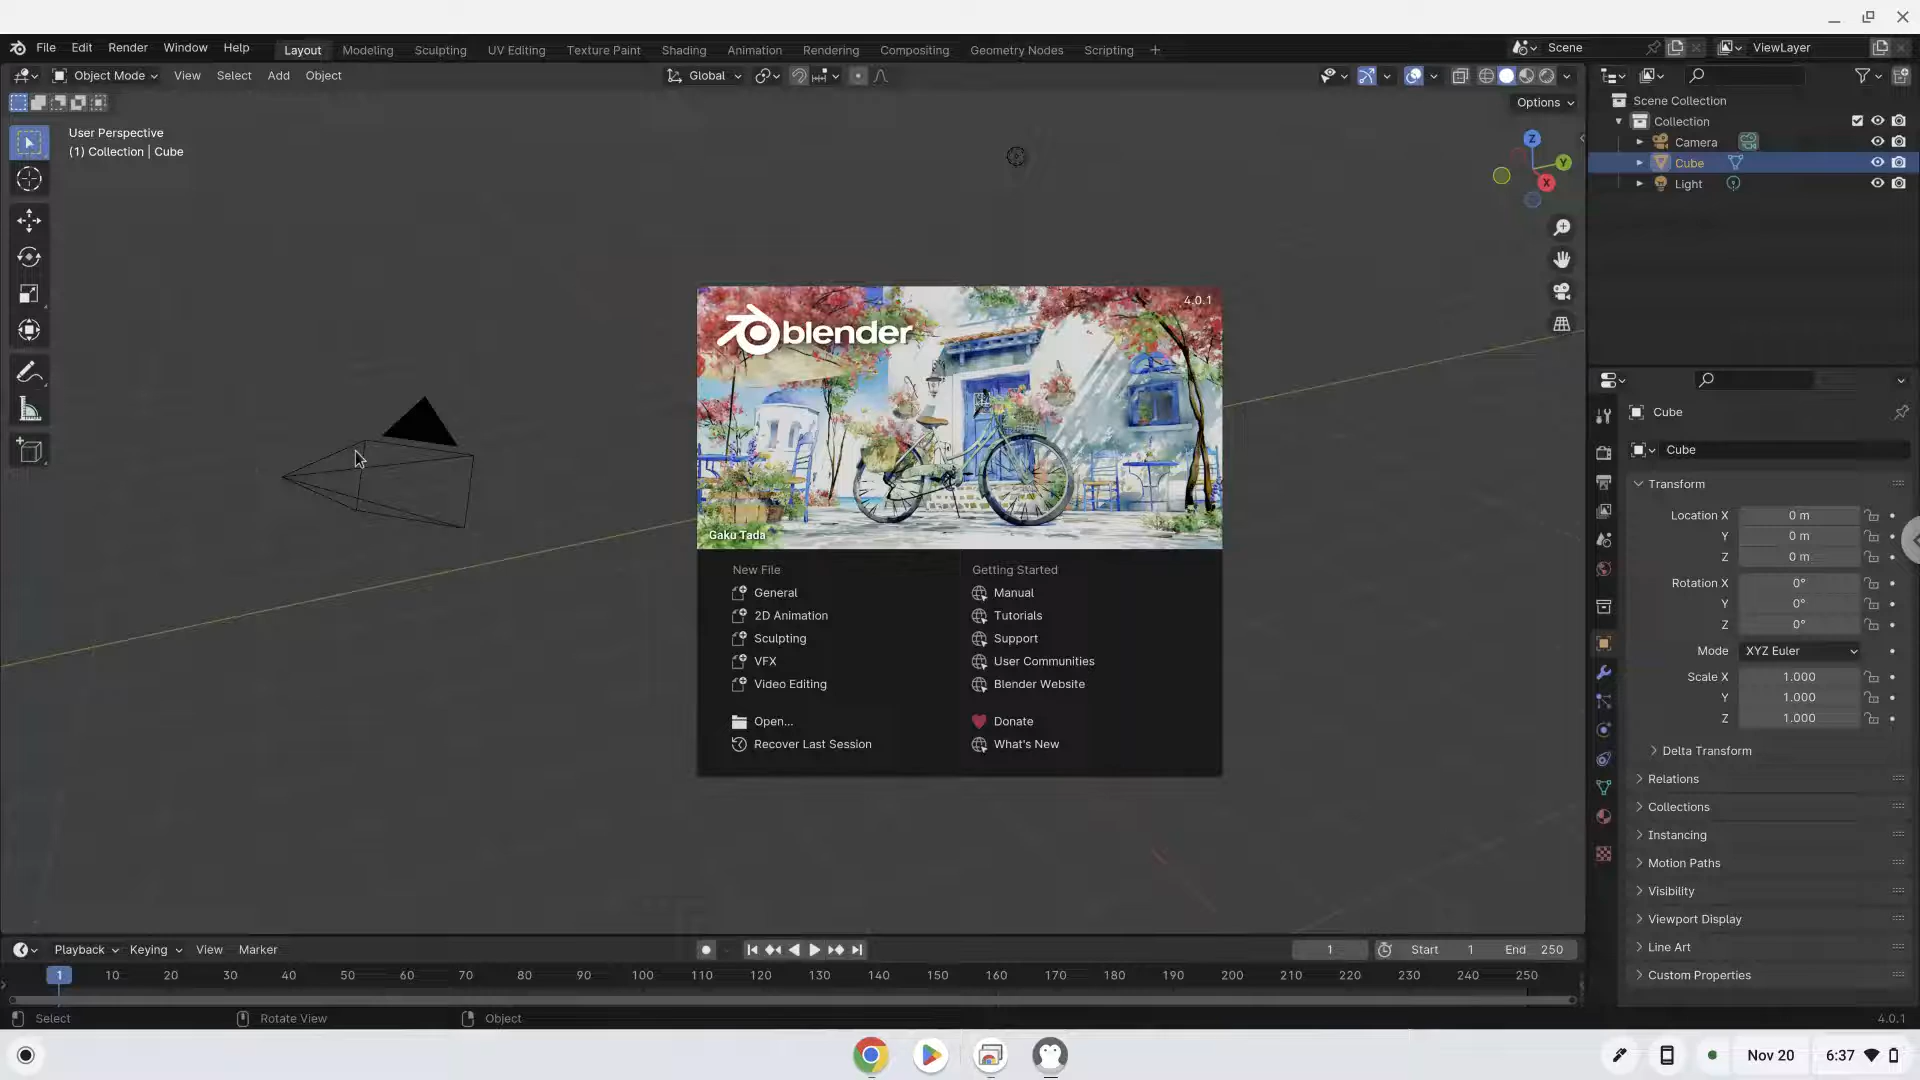 File Edit Render Window Help Layout Modeling Sculpting UV Editing Texture Paint Shading Animation Rendering Compositing Geometry Nodes Scripting + Scene ViewLayer
Object Mode View Select Add Object Global
Options
User Perspective
(1) Collection | Cube
Z
Y
X
Scene Collection
Collection
Camera
Cube
Light
4.0.1
blender
Gaku Tada
New File
General
2D Animation
Sculpting
VFX
Video Editing
Open...
Recover Last Session
Getting Started
Manual
Tutorials
Support
User Communities
Blender Website
Donate
What's New
Cube
Cube
Transform
Location X 0 m
Y 0 m
Z 0 m
Rotation X 0°
Y 0°
Z 0°
Mode XYZ Euler
Scale X 1.000
Y 1.000
Z 1.000
Delta Transform
Relations
Collections
Instancing
Motion Paths
Visibility
Viewport Display
Line Art
Custom Properties
Playback Keying View Marker 1 Start 1 End 250
1 10 20 30 40 50 60 70 80 90 100 110 120 130 140 150 160 170 180 190 200 210 220 230 240 250
Select Rotate View Object 4.0.1
Nov 20 6:37